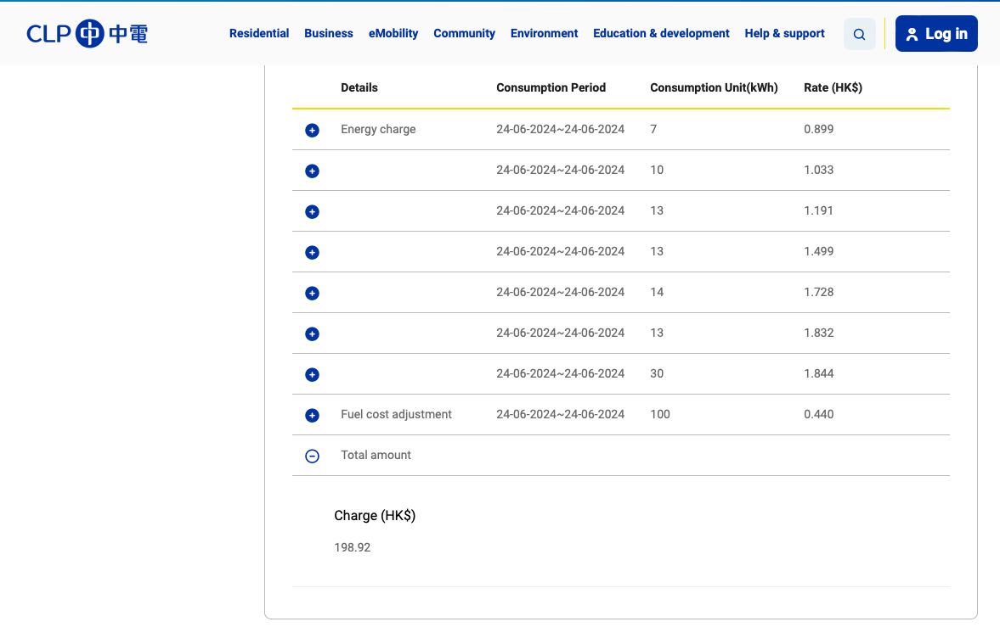 CLP 中電
Residential Business eMobility Community Environment Education & development Help & support Log in
Details Consumption Period Consumption Unit(kWh) Rate (HK$)
Energy charge 24-06-2024~24-06-2024 7 0.899
24-06-2024~24-06-2024 10 1.033
24-06-2024~24-06-2024 13 1.191
24-06-2024~24-06-2024 13 1.499
24-06-2024~24-06-2024 14 1.728
24-06-2024~24-06-2024 13 1.832
24-06-2024~24-06-2024 30 1.844
Fuel cost adjustment 24-06-2024~24-06-2024 100 0.440
Total amount
Charge (HK$)
198.92